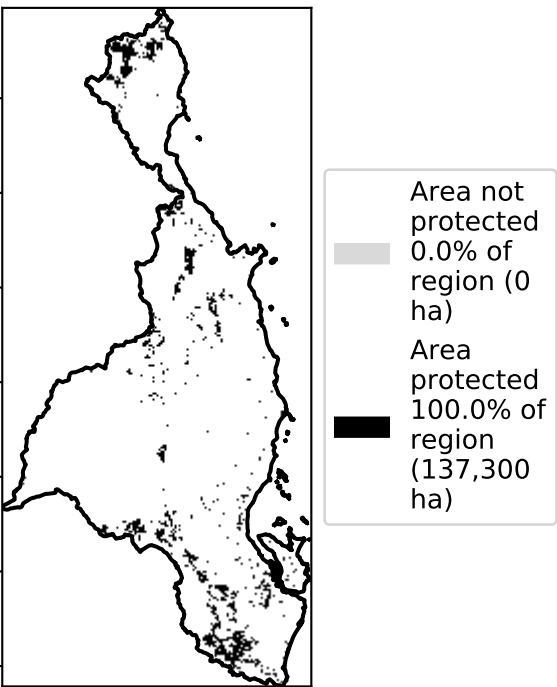 Area not
protected
0.0% of
region (0
ha)
Area
protected
100.0% of
region
(137,300
ha)